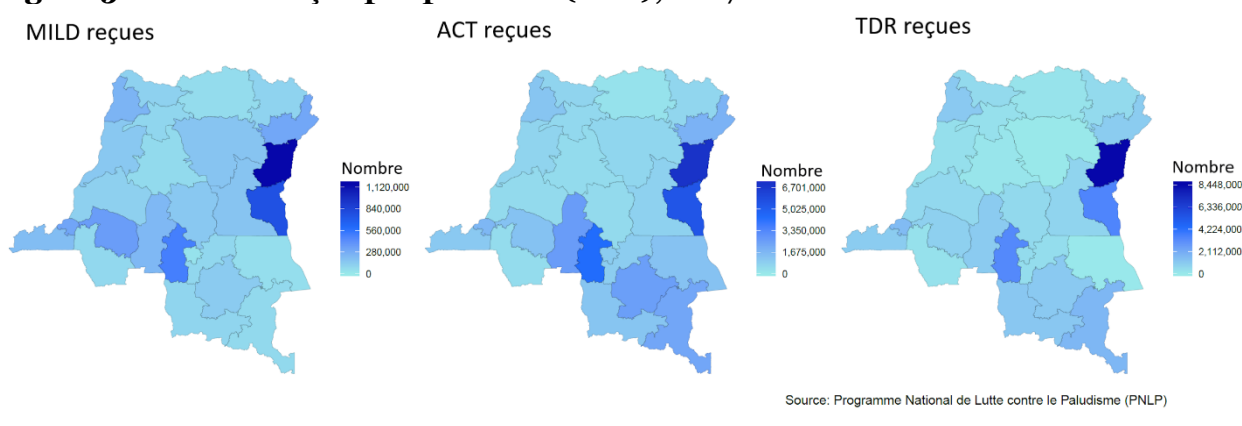 MILD reçues
ACT reçues
TDR reçues
Nombre
1,120,000
840,000
560,000
280,000
0
Nombre
6,701,000
5,025,000
3,350,000
1,675,000
0
Nombre
8,448,000
6,336,000
4,224,000
2,112,000
0
Source: Programme National de Lutte contre le Paludisme (PNLP)